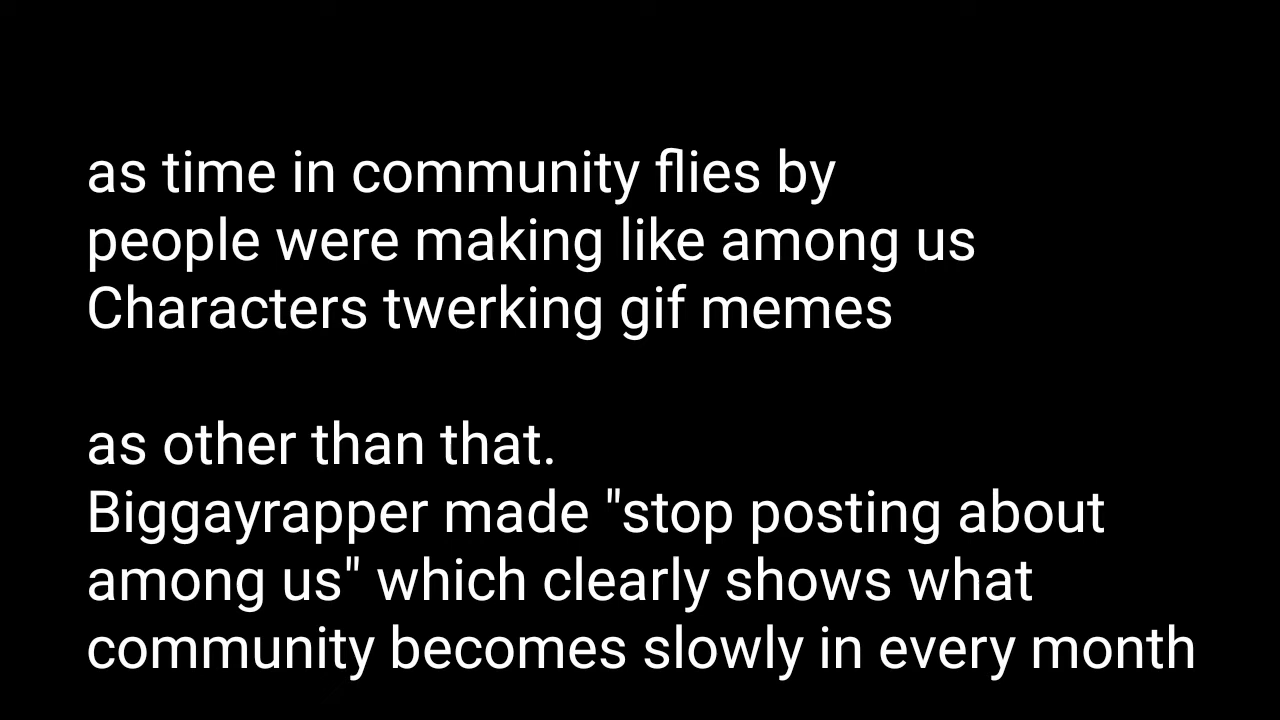 as time in community flies by
people were making like among us
Characters twerking gif memes
as other than that.
Biggayrapper made "stop posting about
among us" which clearly shows what
community becomes slowly in every month